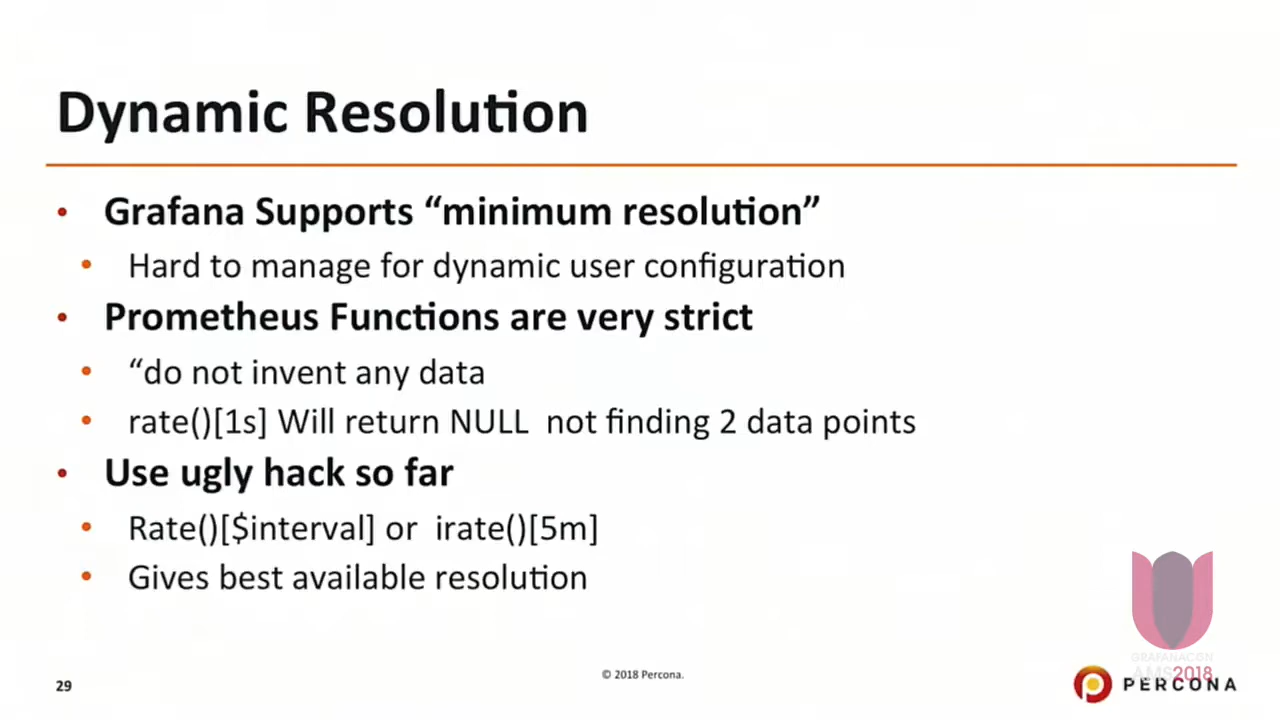 Dynamic Resolution
• Grafana Supports “minimum resolution”
• Hard to manage for dynamic user configuration
• Prometheus Functions are very strict
• “do not invent any data
• rate()[1s] Will return NULL  not finding 2 data points
• Use ugly hack so far
• Rate()[$interval] or  irate()[5m]
• Gives best available resolution
GRAFANACON
AMS2018
29
© 2018 Percona.
PERCONA